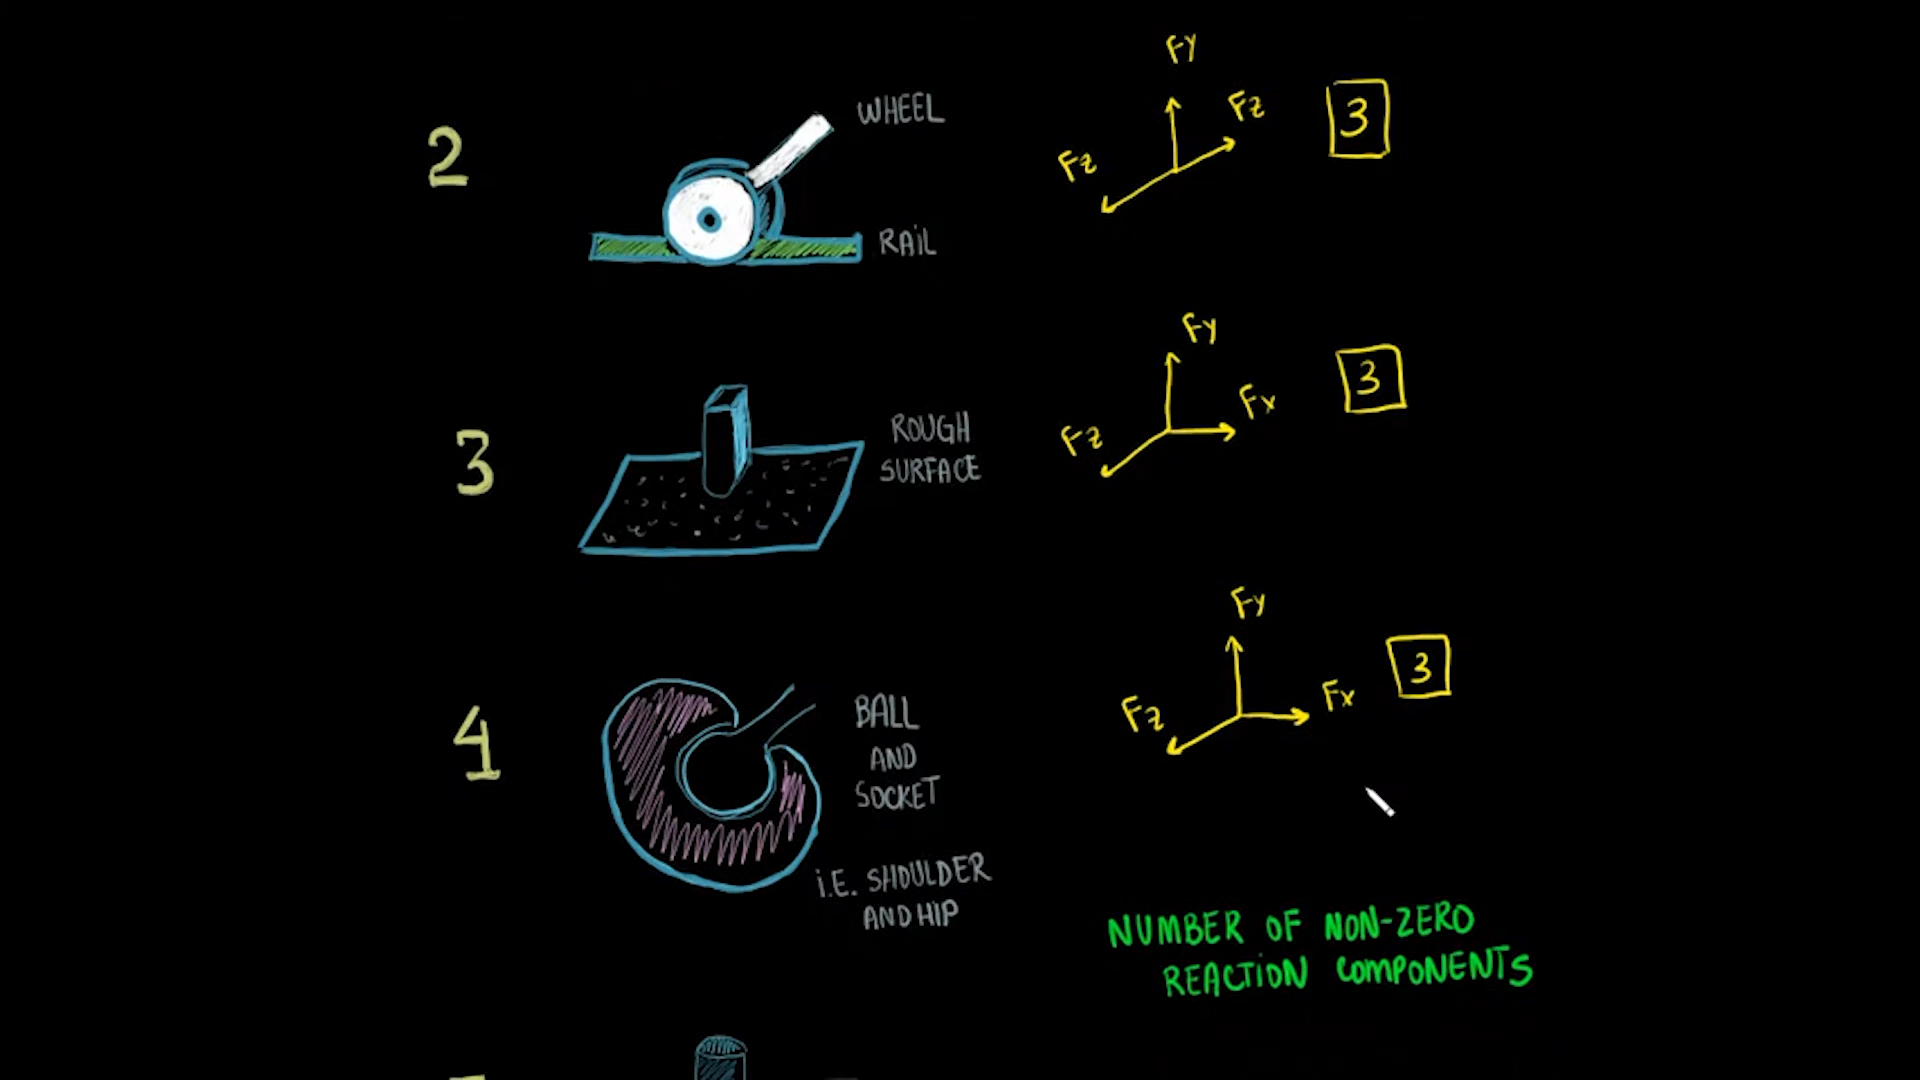 2
WHEEL
RAIL
Fy
Fz
Fz
3
3
ROUGH
SURFACE
Fy
Fx
Fz
3
4
BALL
AND
SOCKET
i.E. SHOULDER
AND HIP
Fy
Fx
Fz
3
NUMBER OF NON-ZERO
REACTION COMPONENTS